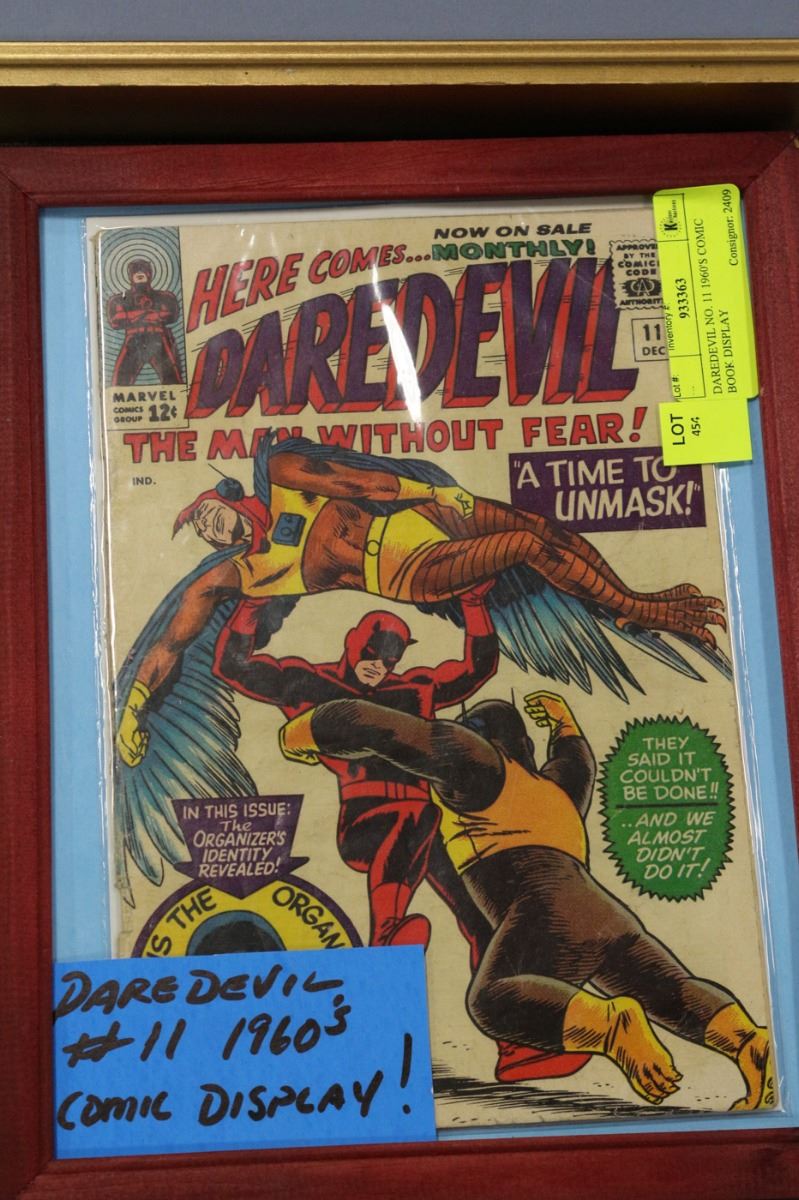 NOW ON SALE
HERE COMES... MONTHLY!
DAREDEVIL
THE MAN WITHOUT FEAR!
MARVEL
COMICS
GROUP 12¢
IND.
APPROVED
BY THE
COMICS
CODE
AUTHORITY
11
DEC
"A TIME TO
UNMASK!"
IN THIS ISSUE:
The
ORGANIZER'S
IDENTITY
REVEALED!
IS THE ORGAN
THEY
SAID IT
COULDN'T
BE DONE!!
...AND WE
ALMOST
DIDN'T
DO IT!
Lot #:
Inventory #
933363
DAREDEVIL NO. 11 1960'S COMIC
BOOK DISPLAY
Consignor: 2409
LOT
454
DAREDEVIL
#11 1960's
COMIC DISPLAY!